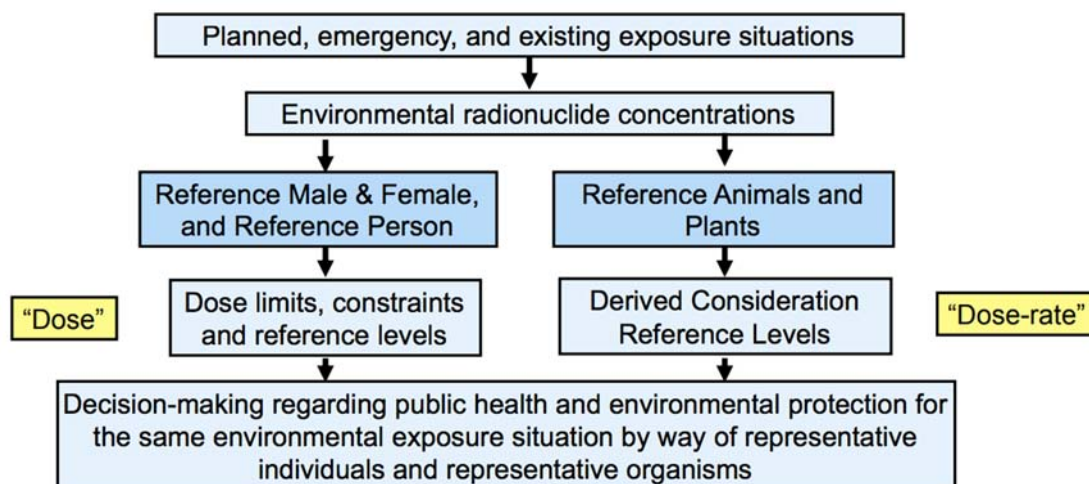 Planned, emergency, and existing exposure situations
Environmental radionuclide concentrations
Reference Male & Female,
and Reference Person
Reference Animals and
Plants
“Dose”
Dose limits, constraints
and reference levels
Derived Consideration
Reference Levels
“Dose-rate”
Decision-making regarding public health and environmental protection for
the same environmental exposure situation by way of representative
individuals and representative organisms